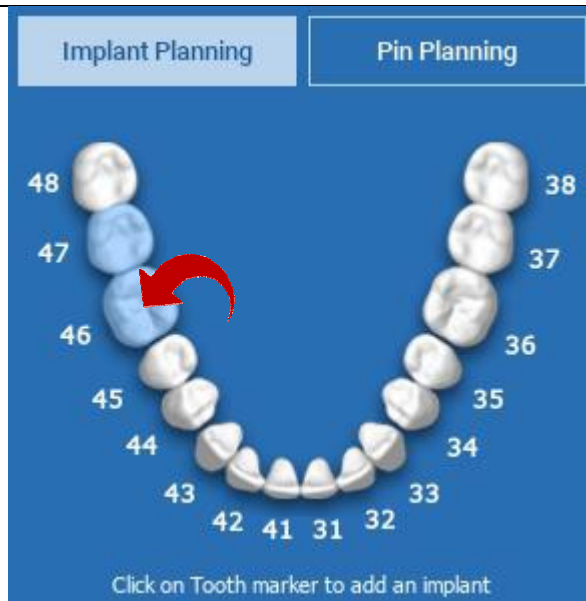 Implant Planning Pin Planning
48 38
47 37
46 36
45 35
44 34
43 33
42 41 31 32
Click on Tooth marker to add an implant